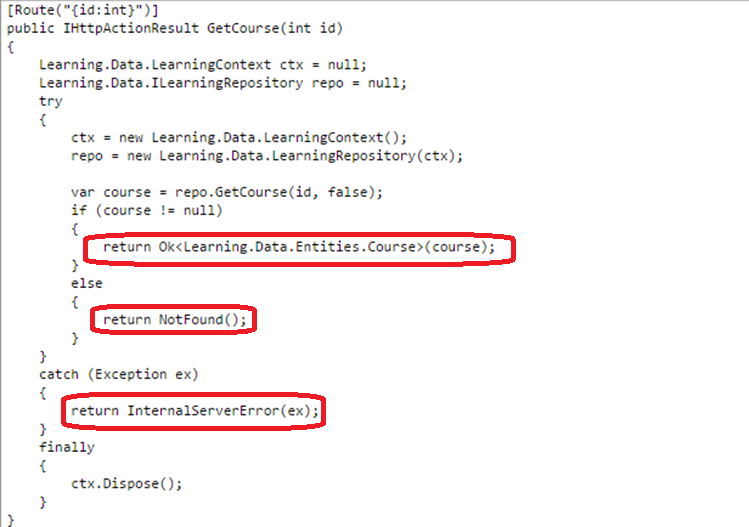 [Route("{id:int}")]
public IHttpActionResult GetCourse(int id)
{
    Learning.Data.LearningContext ctx = null;
    Learning.Data.ILearningRepository repo = null;
    try
    {
        ctx = new Learning.Data.LearningContext();
        repo = new Learning.Data.LearningRepository(ctx);

        var course = repo.GetCourse(id, false);
        if (course != null)
        {
            return Ok<Learning.Data.Entities.Course>(course);
        }
        else
        {
            return NotFound();
        }
    }
    catch (Exception ex)
    {
        return InternalServerError(ex);
    }
    finally
    {
        ctx.Dispose();
    }
}